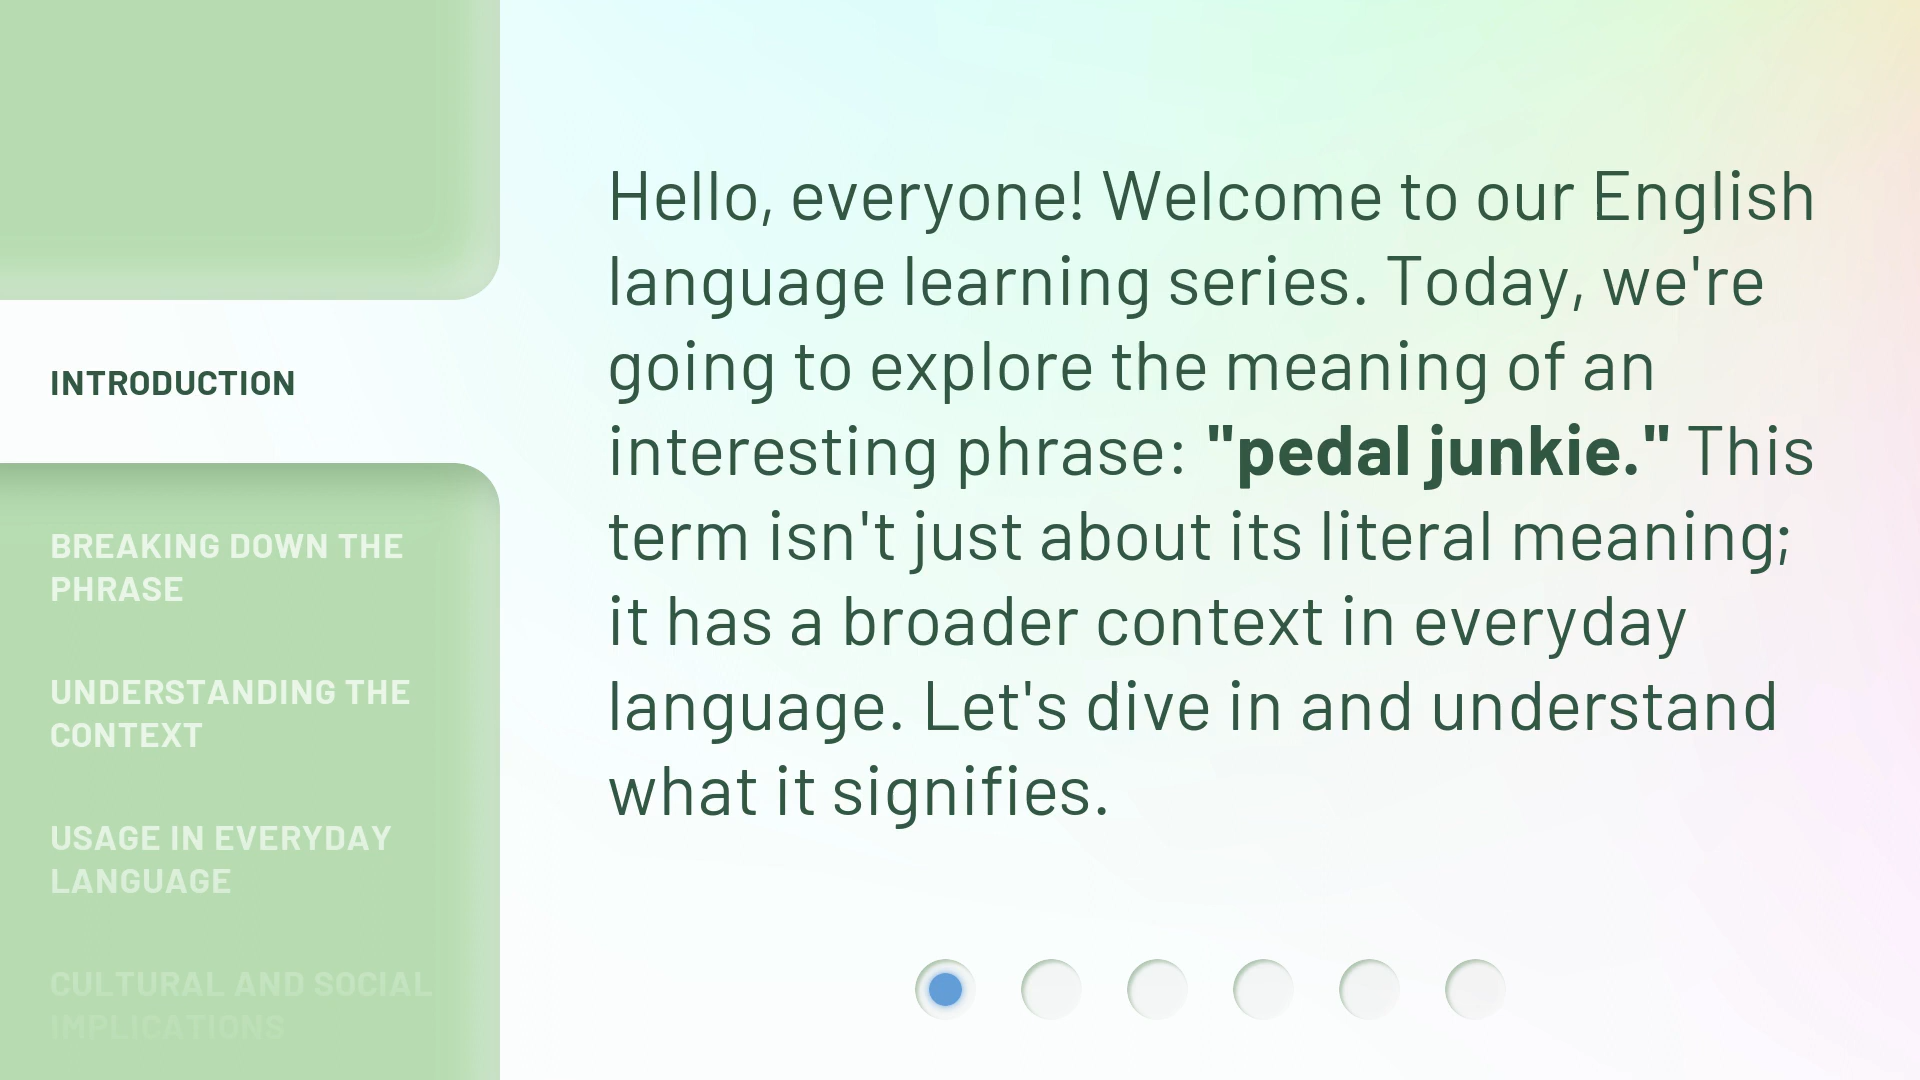 INTRODUCTION
BREAKING DOWN THE
PHRASE
UNDERSTANDING THE
CONTEXT
USAGE IN EVERYDAY
LANGUAGE
CULTURAL AND SOCIAL
IMPLICATIONS
Hello, everyone! Welcome to our English
language learning series. Today, we're
going to explore the meaning of an
interesting phrase: "pedal junkie." This
term isn't just about its literal meaning;
it has a broader context in everyday
language. Let's dive in and understand
what it signifies.